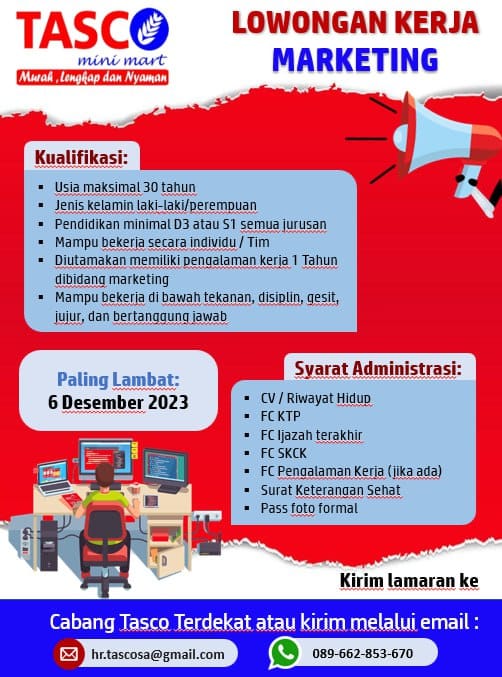 TASCO
mini mart
Murah ,Lengkap dan Nyaman
LOWONGAN KERJA
MARKETING
Kualifikasi:
▪ Usia maksimal 30 tahun
▪ Jenis kelamin laki-laki/perempuan
▪ Pendidikan minimal D3 atau S1 semua jurusan
▪ Mampu bekerja secara individu / Tim
▪ Diutamakan memiliki pengalaman kerja 1 Tahun
dibidang marketing
▪ Mampu bekerja di bawah tekanan, disiplin, gesit,
jujur, dan bertanggung jawab
Paling Lambat:
6 Desember 2023
Syarat Administrasi:
▪ CV / Riwayat Hidup
▪ FC KTP
▪ FC Ijazah terakhir
▪ FC SKCK
▪ FC Pengalaman Kerja (jika ada)
▪ Surat Keterangan Sehat
▪ Pass foto formal
Kirim lamaran ke
Cabang Tasco Terdekat atau kirim melalui email :
hr.tascosa@gmail.com
089-662-853-670